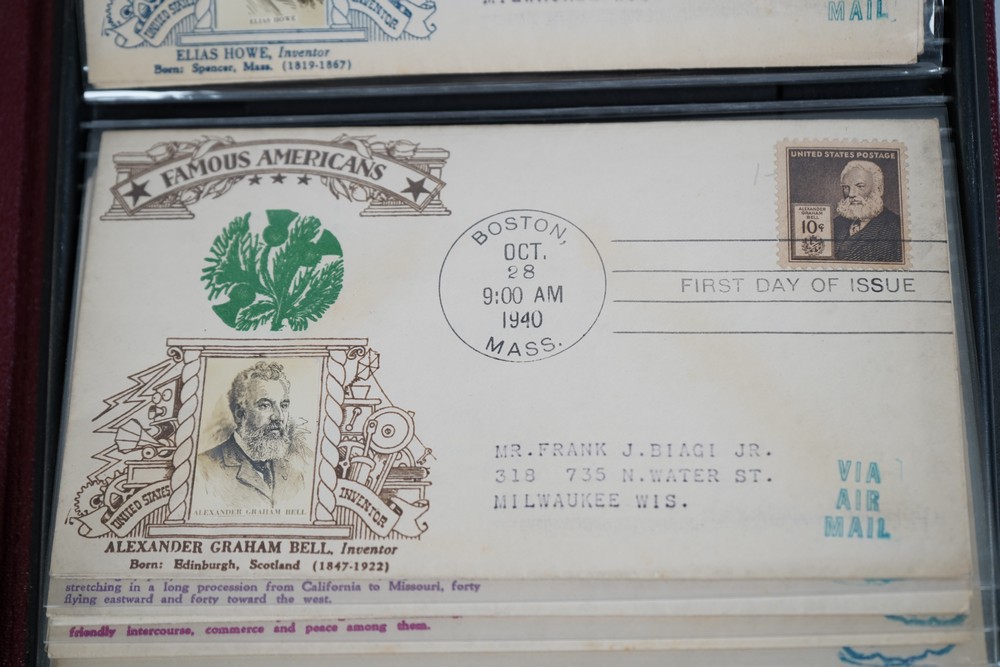 ELIAS HOWE
UNITED STATES
INVENTOR
MAIL
ELIAS HOWE, Inventor
Born: Spencer, Mass. (1819-1867)
FAMOUS AMERICANS
UNITED STATES POSTAGE
ALEXANDER
GRAHAM
BELL
10¢
BOSTON,
OCT.
28
9:00 AM
1940
MASS.
FIRST DAY OF ISSUE
UNITED STATES
INVENTOR
ALEXANDER GRAHAM BELL
ALEXANDER GRAHAM BELL, Inventor
Born: Edinburgh, Scotland (1847-1922)
MR.FRANK J.BIAGI JR.
318 735 N.WATER ST.
MILWAUKEE WIS.
VIA
AIR
MAIL
stretching in a long procession from California to Missouri, forty
flying eastward and forty toward the west.
friendly intercourse, commerce and peace among them.